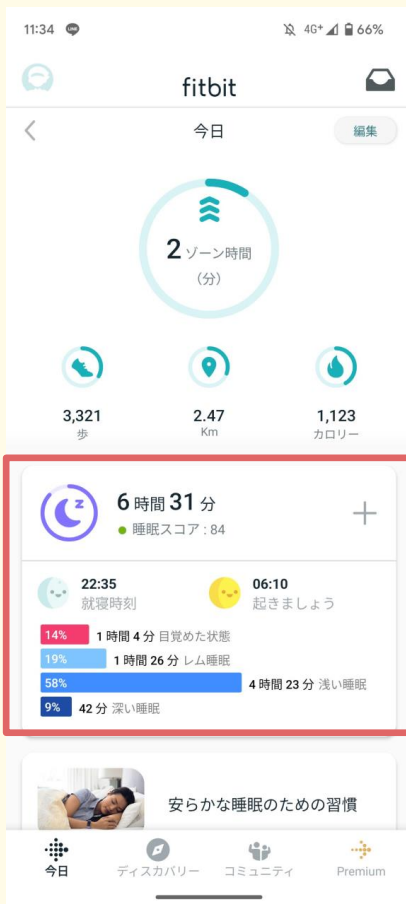 11:34 LINE 4G+ 66%
fitbit
今日 編集
2 ゾーン時間
(分)
3,321 2.47 1,123
歩 Km カロリー
z
6 時間 31 分
睡眠スコア : 84
22:35 06:10
就寝時刻 起きましょう
14% 1 時間 4 分 目覚めた状態
19% 1 時間 26 分 レム睡眠
58% 4 時間 23 分 浅い睡眠
9% 42 分 深い睡眠
安らかな睡眠のための習慣
今日 ディスカバリー コミュニティ Premium